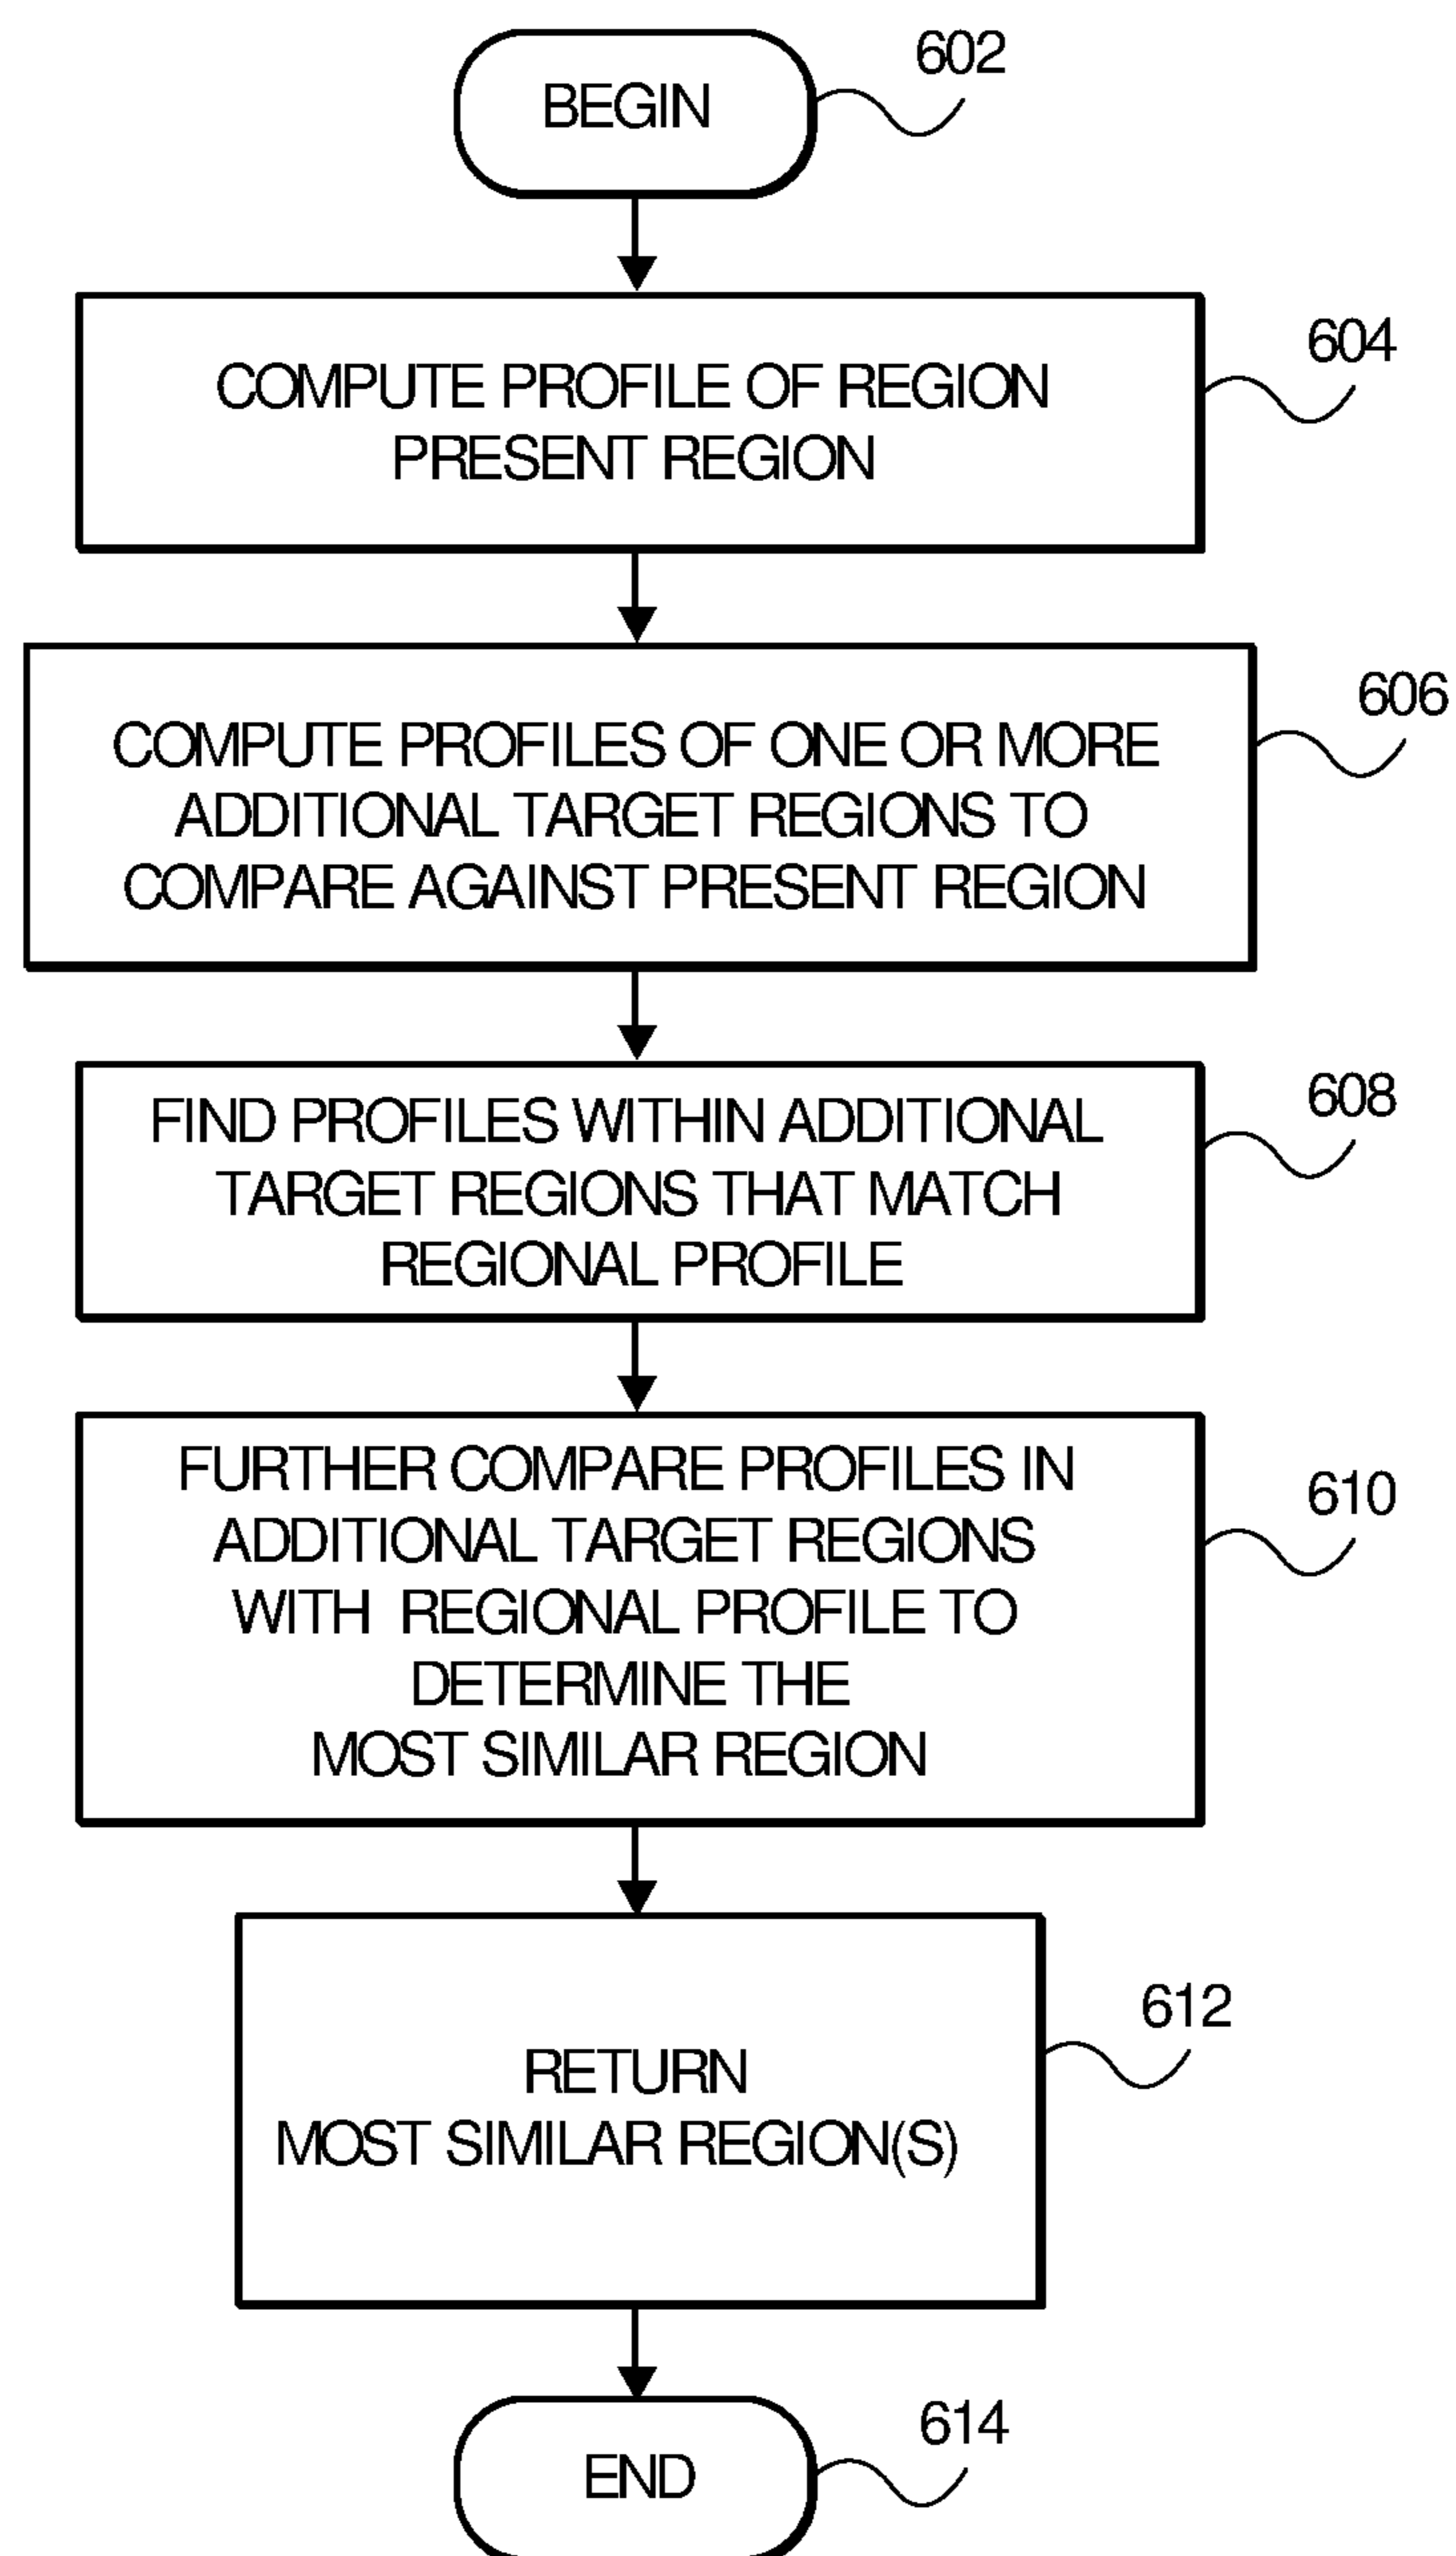 602
BEGIN
604
COMPUTE PROFILE OF REGION
PRESENT REGION
606
COMPUTE PROFILES OF ONE OR MORE
ADDITIONAL TARGET REGIONS TO
COMPARE AGAINST PRESENT REGION
608
FIND PROFILES WITHIN ADDITIONAL
TARGET REGIONS THAT MATCH
REGIONAL PROFILE
610
FURTHER COMPARE PROFILES IN
ADDITIONAL TARGET REGIONS
WITH REGIONAL PROFILE TO
DETERMINE THE
MOST SIMILAR REGION
612
RETURN
MOST SIMILAR REGION(S)
614
END